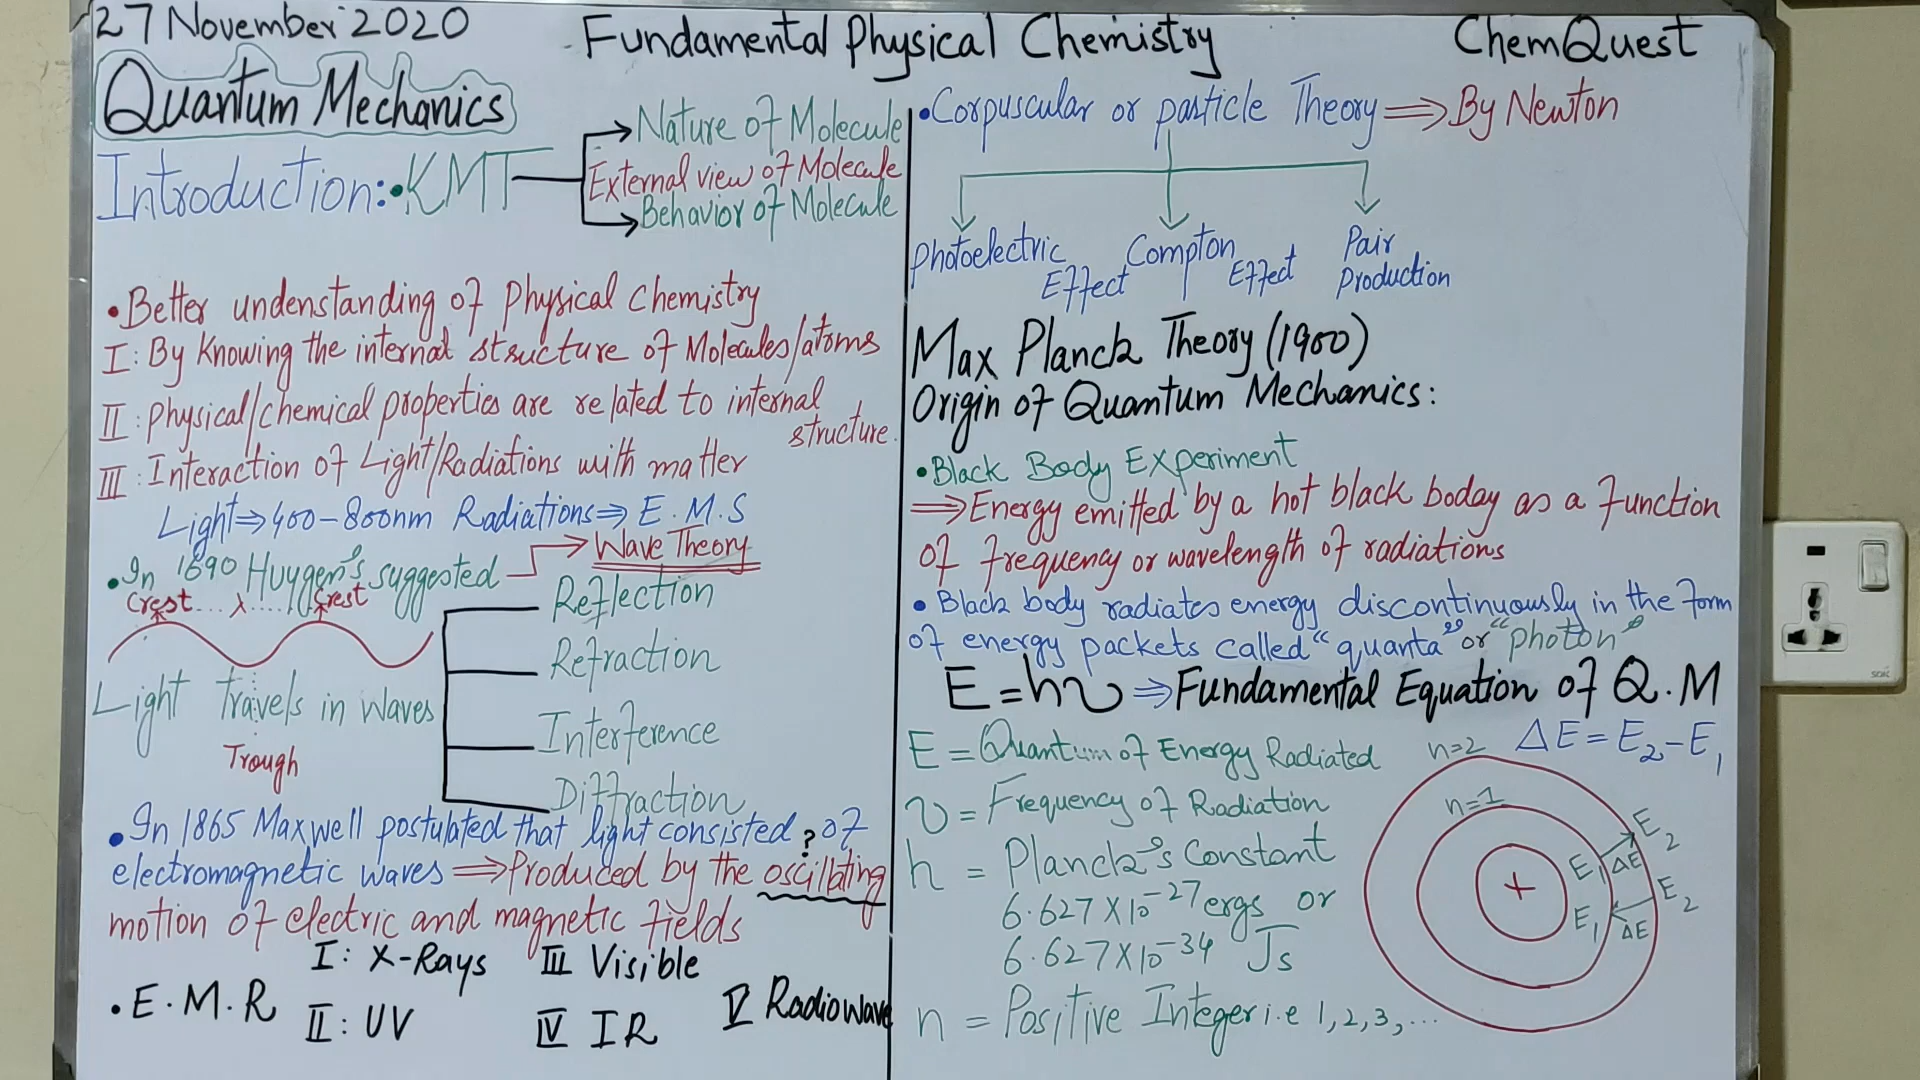 27 November 2020
Fundamental Physical Chemistry
ChemQuest
Quantum Mechanics
Introduction: • KMT
Nature of Molecule
External view of Molecule
Behavior of Molecule
• Better undenstanding of Physical Chemistry
I: By Knowing the internal structure of Molecules/atoms
II: Physical/chemical properties are related to internal structure.
III: Interaction of Light/Radiations with matter
Light ⇒ 400-800nm Radiations ⇒ E.M.S
• In 1690 Huygen's suggested → Wave Theory
Crest....λ.....Crest
Light Travels in waves
Trough
Reflection
Refraction
Interference
Diffraction
• In 1865 Maxwell postulated that light consisted ? of
electromagnetic waves ⇒ Produced by the oscillating
motion of electric and magnetic fields
• E.M.R
I: X-Rays
II: UV
III Visible
IV IR
V Radiowave
• Corpuscular or particle Theory ⇒ By Newton
Photoelectric Effect
Compton Effect
Pair Production
Max Planck Theory (1900)
Origin of Quantum Mechanics:
• Black Body Experiment
⇒ Energy emitted by a hot black boday as a function
of frequency or wavelength of radiations
• Black body radiates energy discontinuously in the form
of energy packets called "quanta" or "photon"
E = hυ ⇒ Fundamental Equation of Q.M
E = Quantum of Energy Radiated
υ = Frequency of Radiation
h = Planck's Constant
6.627 X 10⁻²⁷ ergs or
6.627 X 10⁻³⁴ Js
n = Positive Integer i.e 1,2,3,...
ΔE = E₂-E₁
n=2
n=1
+
E₂
E₁
ΔE
E₂
E₁
ΔE